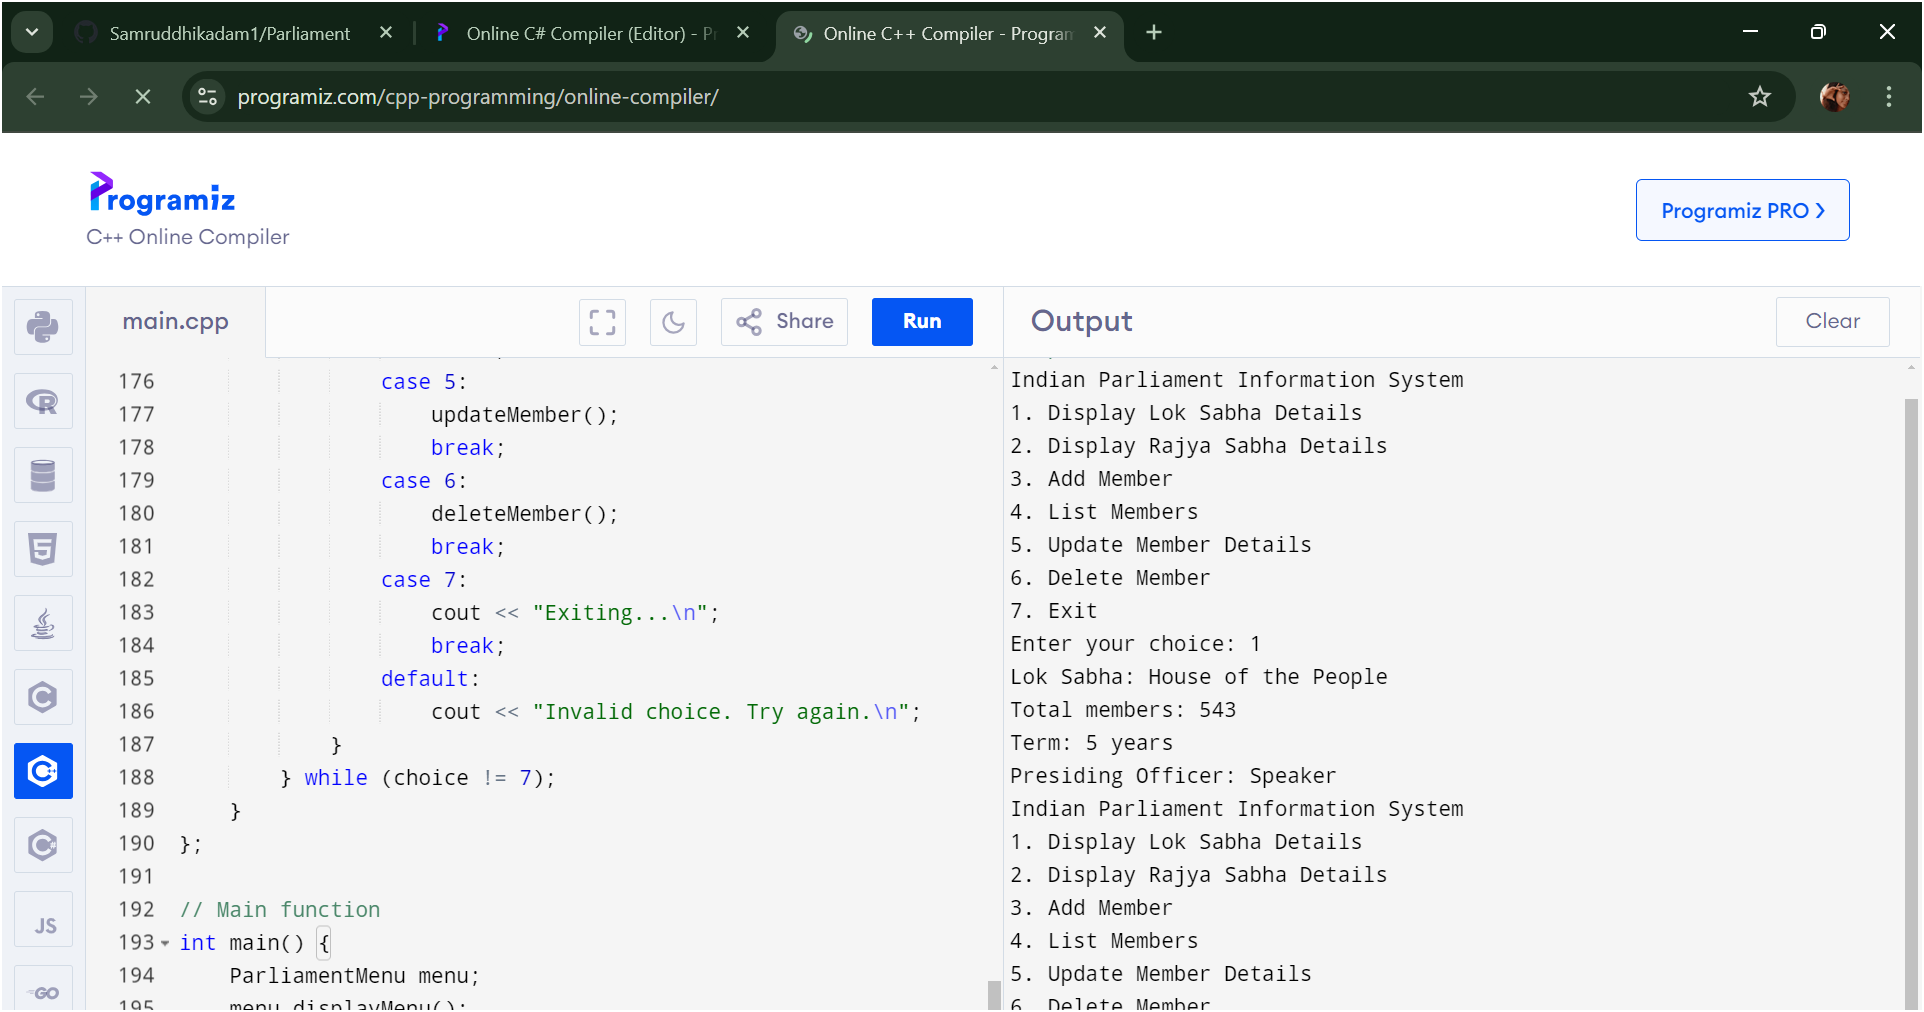 Samruddhikadam1/Parliament
Online C# Compiler (Editor) - Pr
Online C++ Compiler - Program
programiz.com/cpp-programming/online-compiler/
Programiz
C++ Online Compiler
Programiz PRO ›
main.cpp
Share
Run
Output
Clear
176 case 5:
177 updateMember();
178 break;
179 case 6:
180 deleteMember();
181 break;
182 case 7:
183 cout << "Exiting...\n";
184 break;
185 default:
186 cout << "Invalid choice. Try again.\n";
187 }
188 } while (choice != 7);
189 }
190 };
191
192 // Main function
193 int main() {
194 ParliamentMenu menu;
195 menu.displayMenu();
Indian Parliament Information System
1. Display Lok Sabha Details
2. Display Rajya Sabha Details
3. Add Member
4. List Members
5. Update Member Details
6. Delete Member
7. Exit
Enter your choice: 1
Lok Sabha: House of the People
Total members: 543
Term: 5 years
Presiding Officer: Speaker
Indian Parliament Information System
1. Display Lok Sabha Details
2. Display Rajya Sabha Details
3. Add Member
4. List Members
5. Update Member Details
6. Delete Member
R
5
C
C+
C#
JS
GO